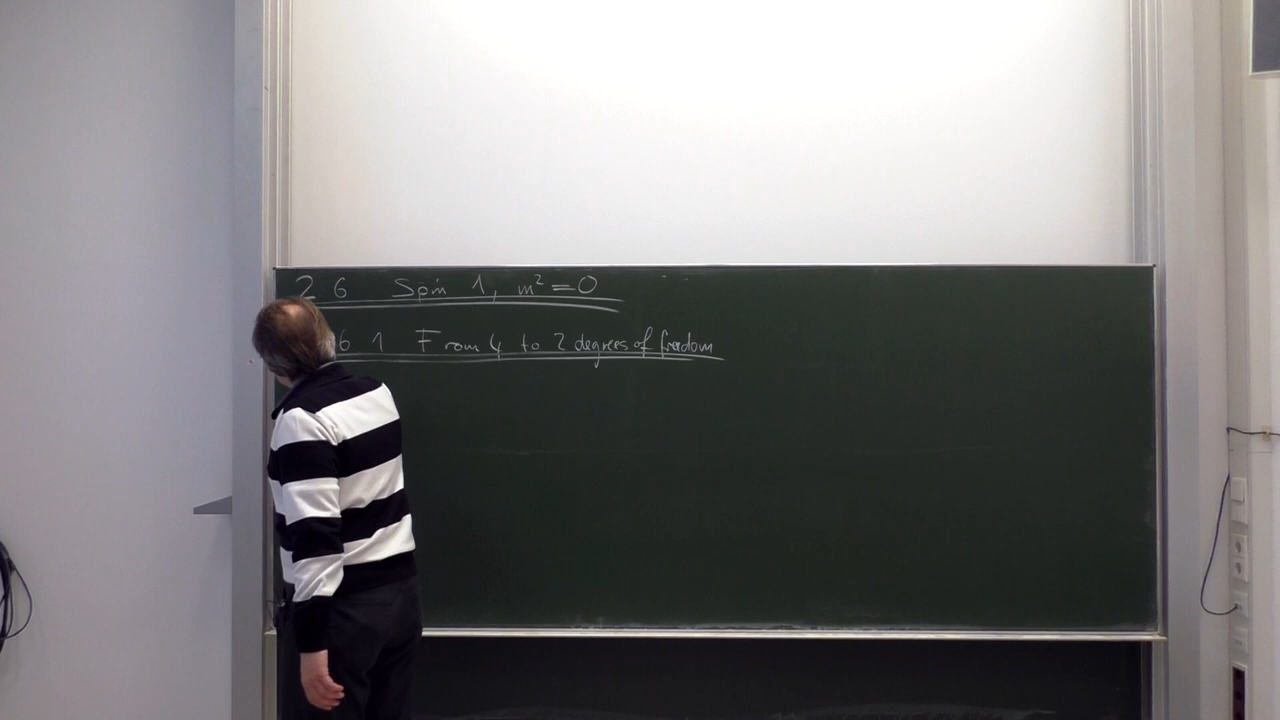 2 6 Spin 1, m² = 0
6 1 From 4 to 2 degrees of freedom